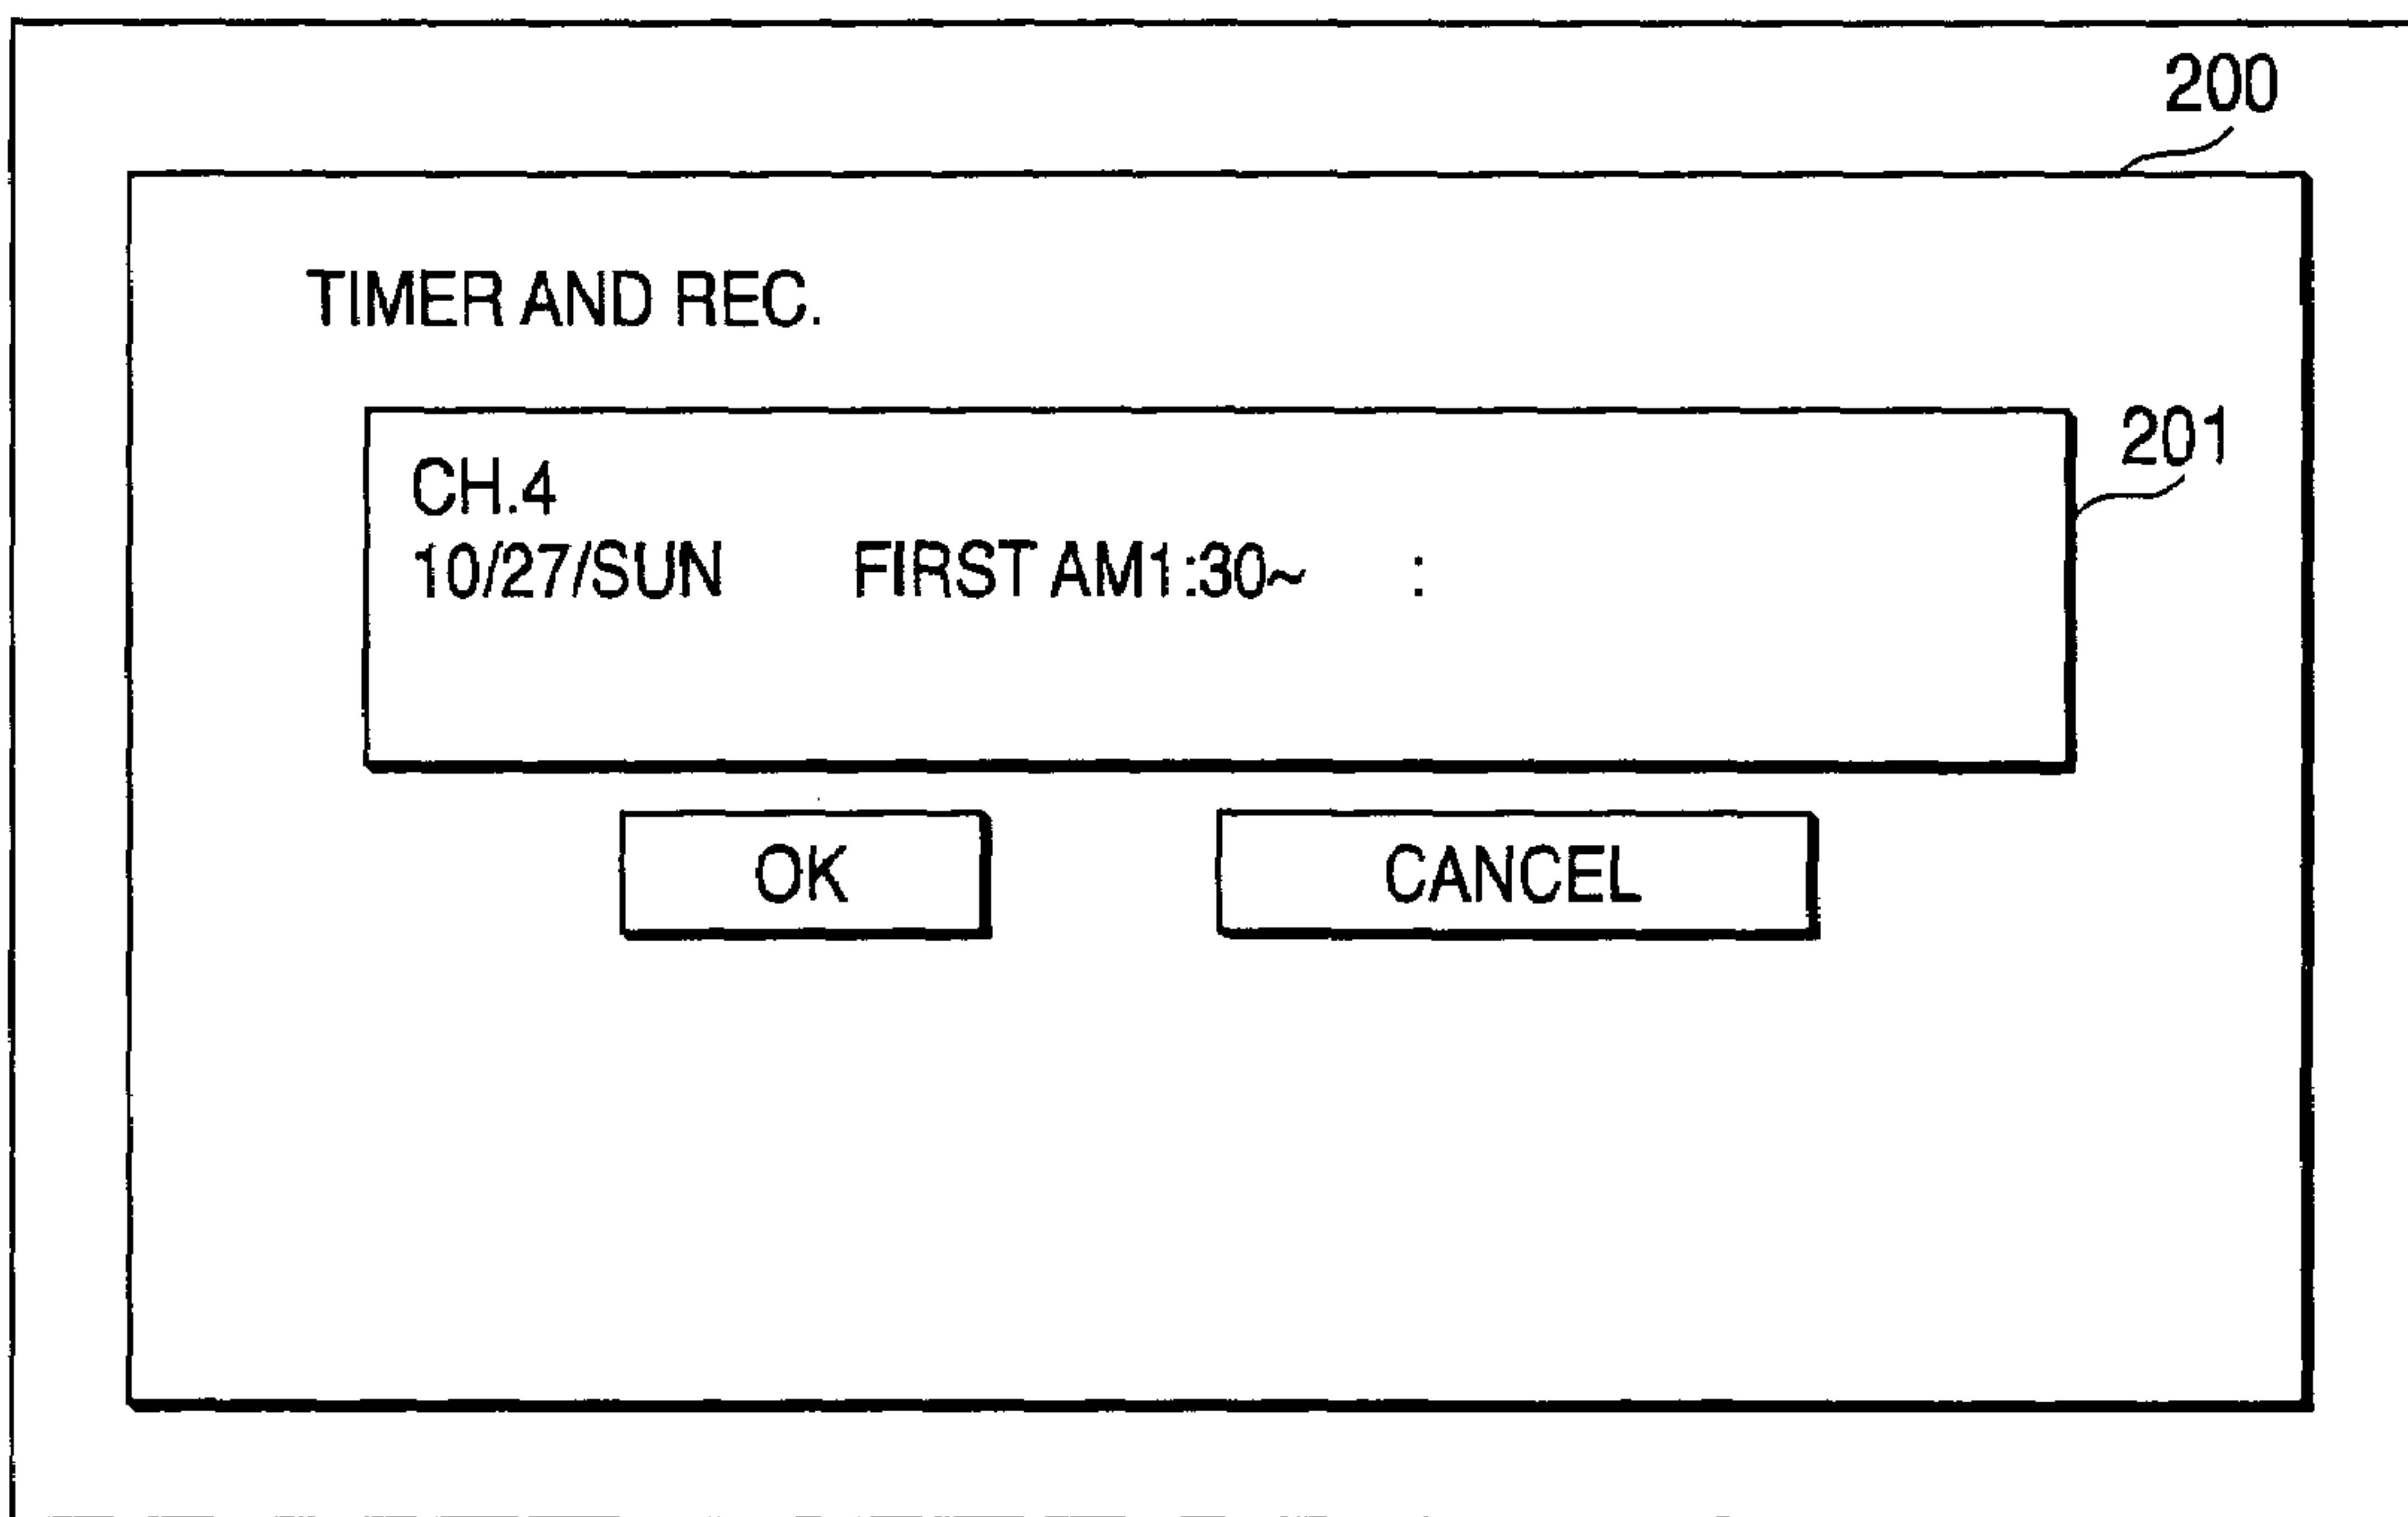 200
TIMER AND REC.
201
CH.4
10/27/SUN FIRST AM1:30~ :
OK CANCEL